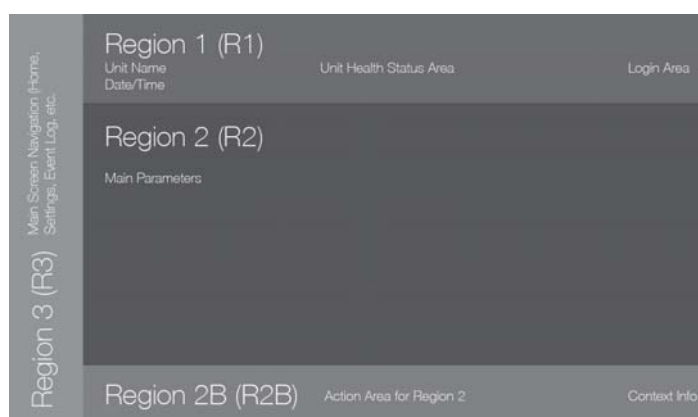 Region 1 (R1)
Unit Name
Date/Time
Unit Health Status Area
Login Area
Region 2 (R2)
Main Parameters
Region 3 (R3)
Main Screen Navigation (Home,
Settings, Event Log, etc.
Region 2B (R2B)
Action Area for Region 2
Context Info